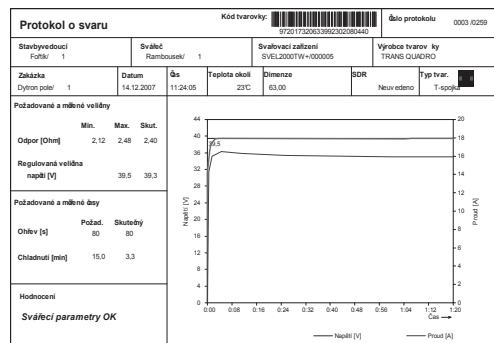 Protokol o svaru
Kód tvarovky:
97201732063399230208​0440
Číslo protokolu 0003 /0259
Stavbyvedoucí
Fořtík/ 1
Svářeč
Rambousek/ 1
Svařovací zařízení
SVEL2000TW+/000005
Výrobce tvarov ky
TRANS QUADRO
Zakázka
Dytron pole/ 1
Datum
14.12.2007
Čas
11:24:05
Teplota okolí
23°C
Dimenze
63,00
SDR
Neuv edeno
Typ tvar.
T-spojka
Požadované a měřené veličiny
Min. Max. Skut.
Odpor [Ohm] 2,12 2,48 2,40
Regulovaná veličina
napětí [V] 39,5 39,3
Požadované a měřené časy
Požad. Skutečný
Ohřev [s] 80 80
Chladnutí [min] 15,0 3,3
Hodnocení
Svářecí parametry OK
44
40
36
32
28
24
20
16
12
8
4
0
Napětí [V]
39,5
20
18
16
14
12
10
8
6
4
2
0
Proud [A]
0:00 0:08 0:16 0:24 0:32 0:40 0:48 0:56 1:04 1:12 1:20
Čas
Napětí [V] Proud [A]